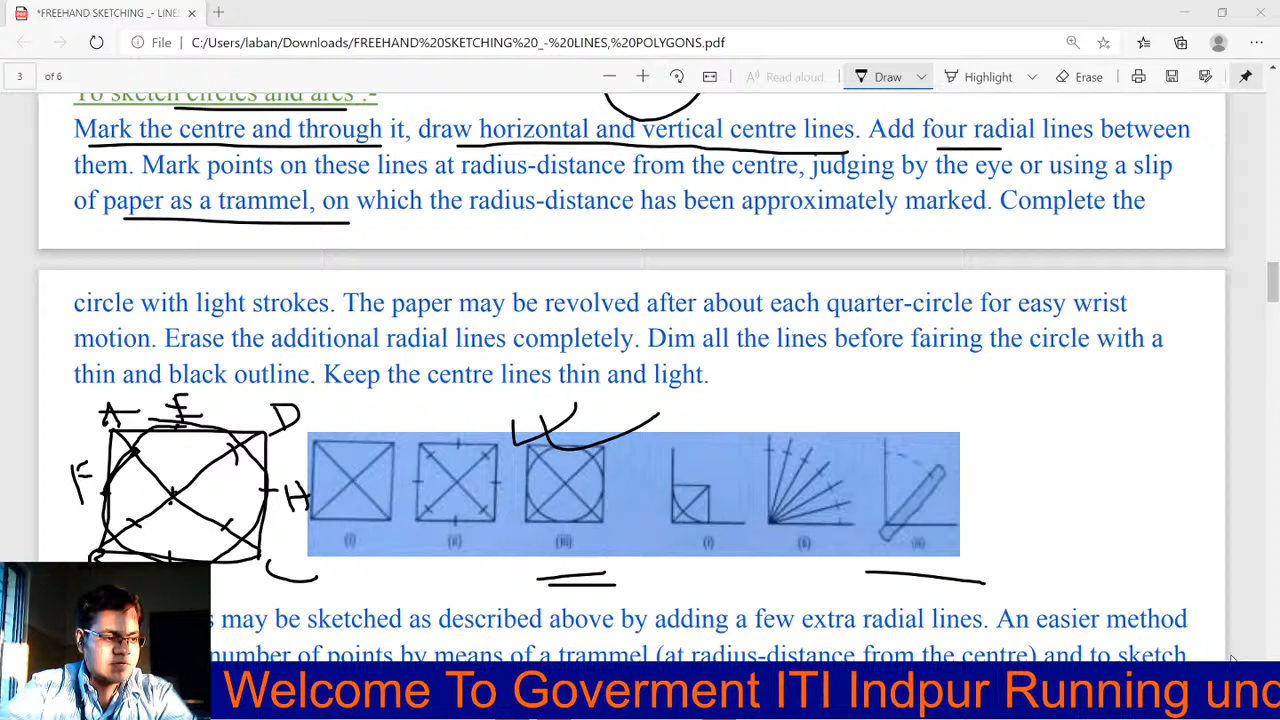 *FREEHAND SKETCHING _- LINE
File C:/Users/laban/Downloads/FREEHAND%20SKETCHING%20_-%20LINES,%20POLYGONS.pdf
3 of 6 Read aloud Draw Highlight Erase
To sketch circles and arcs :-
Mark the centre and through it, draw horizontal and vertical centre lines. Add four radial lines between
them. Mark points on these lines at radius-distance from the centre, judging by the eye or using a slip
of paper as a trammel, on which the radius-distance has been approximately marked. Complete the
circle with light strokes. The paper may be revolved after about each quarter-circle for easy wrist
motion. Erase the additional radial lines completely. Dim all the lines before fairing the circle with a
thin and black outline. Keep the centre lines thin and light.
A E D
F H
(i) (ii) (iii) (i) (ii)
C
may be sketched as described above by adding a few extra radial lines. An easier method
number of points by means of a trammel (at radius-distance from the centre) and to sketch
Welcome To Goverment ITI Indpur Running unc